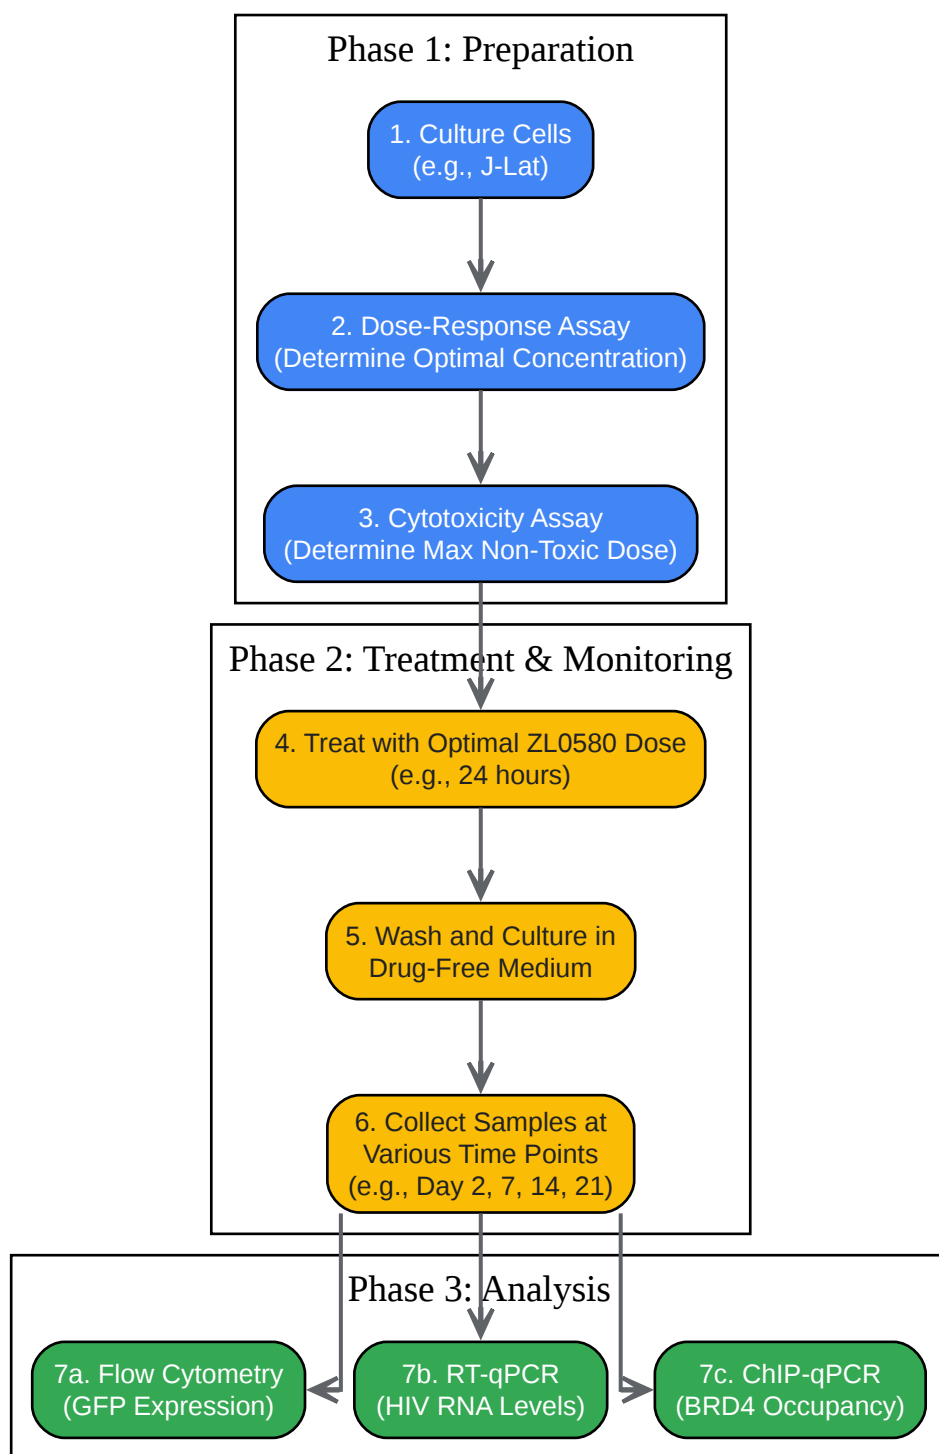 Phase 1: Preparation
1. Culture Cells
(e.g., J-Lat)
2. Dose-Response Assay
(Determine Optimal Concentration)
3. Cytotoxicity Assay
(Determine Max Non-Toxic Dose)
Phase 2: Treatment & Monitoring
4. Treat with Optimal ZL0580 Dose
(e.g., 24 hours)
5. Wash and Culture in
Drug-Free Medium
6. Collect Samples at
Various Time Points
(e.g., Day 2, 7, 14, 21)
Phase 3: Analysis
7a. Flow Cytometry
(GFP Expression)
7b. RT-qPCR
(HIV RNA Levels)
7c. ChIP-qPCR
(BRD4 Occupancy)